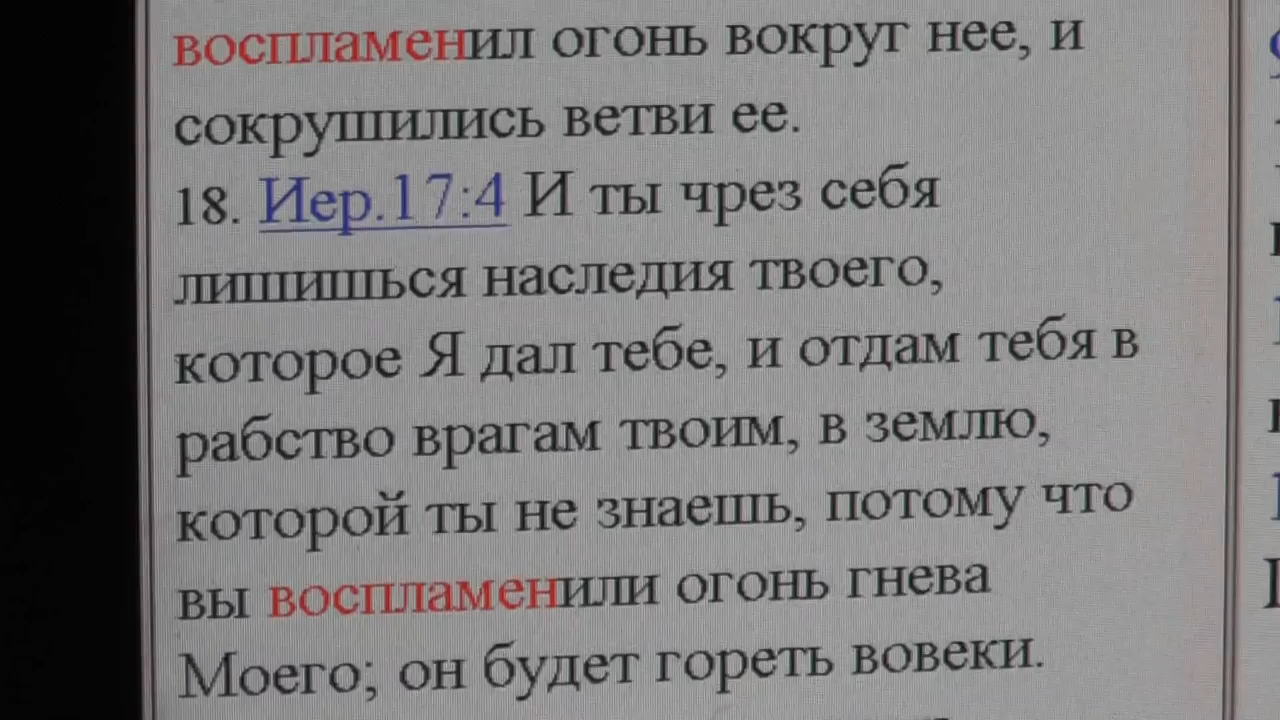 воспламенил огонь вокруг нее, и
сокрушились ветви ее.
18. Иер.17:4 И ты чрез себя
лишишься наследия твоего,
которое Я дал тебе, и отдам тебя в
рабство врагам твоим, в землю,
которой ты не знаешь, потому что
вы воспламенили огонь гнева
Моего; он будет гореть вовеки.